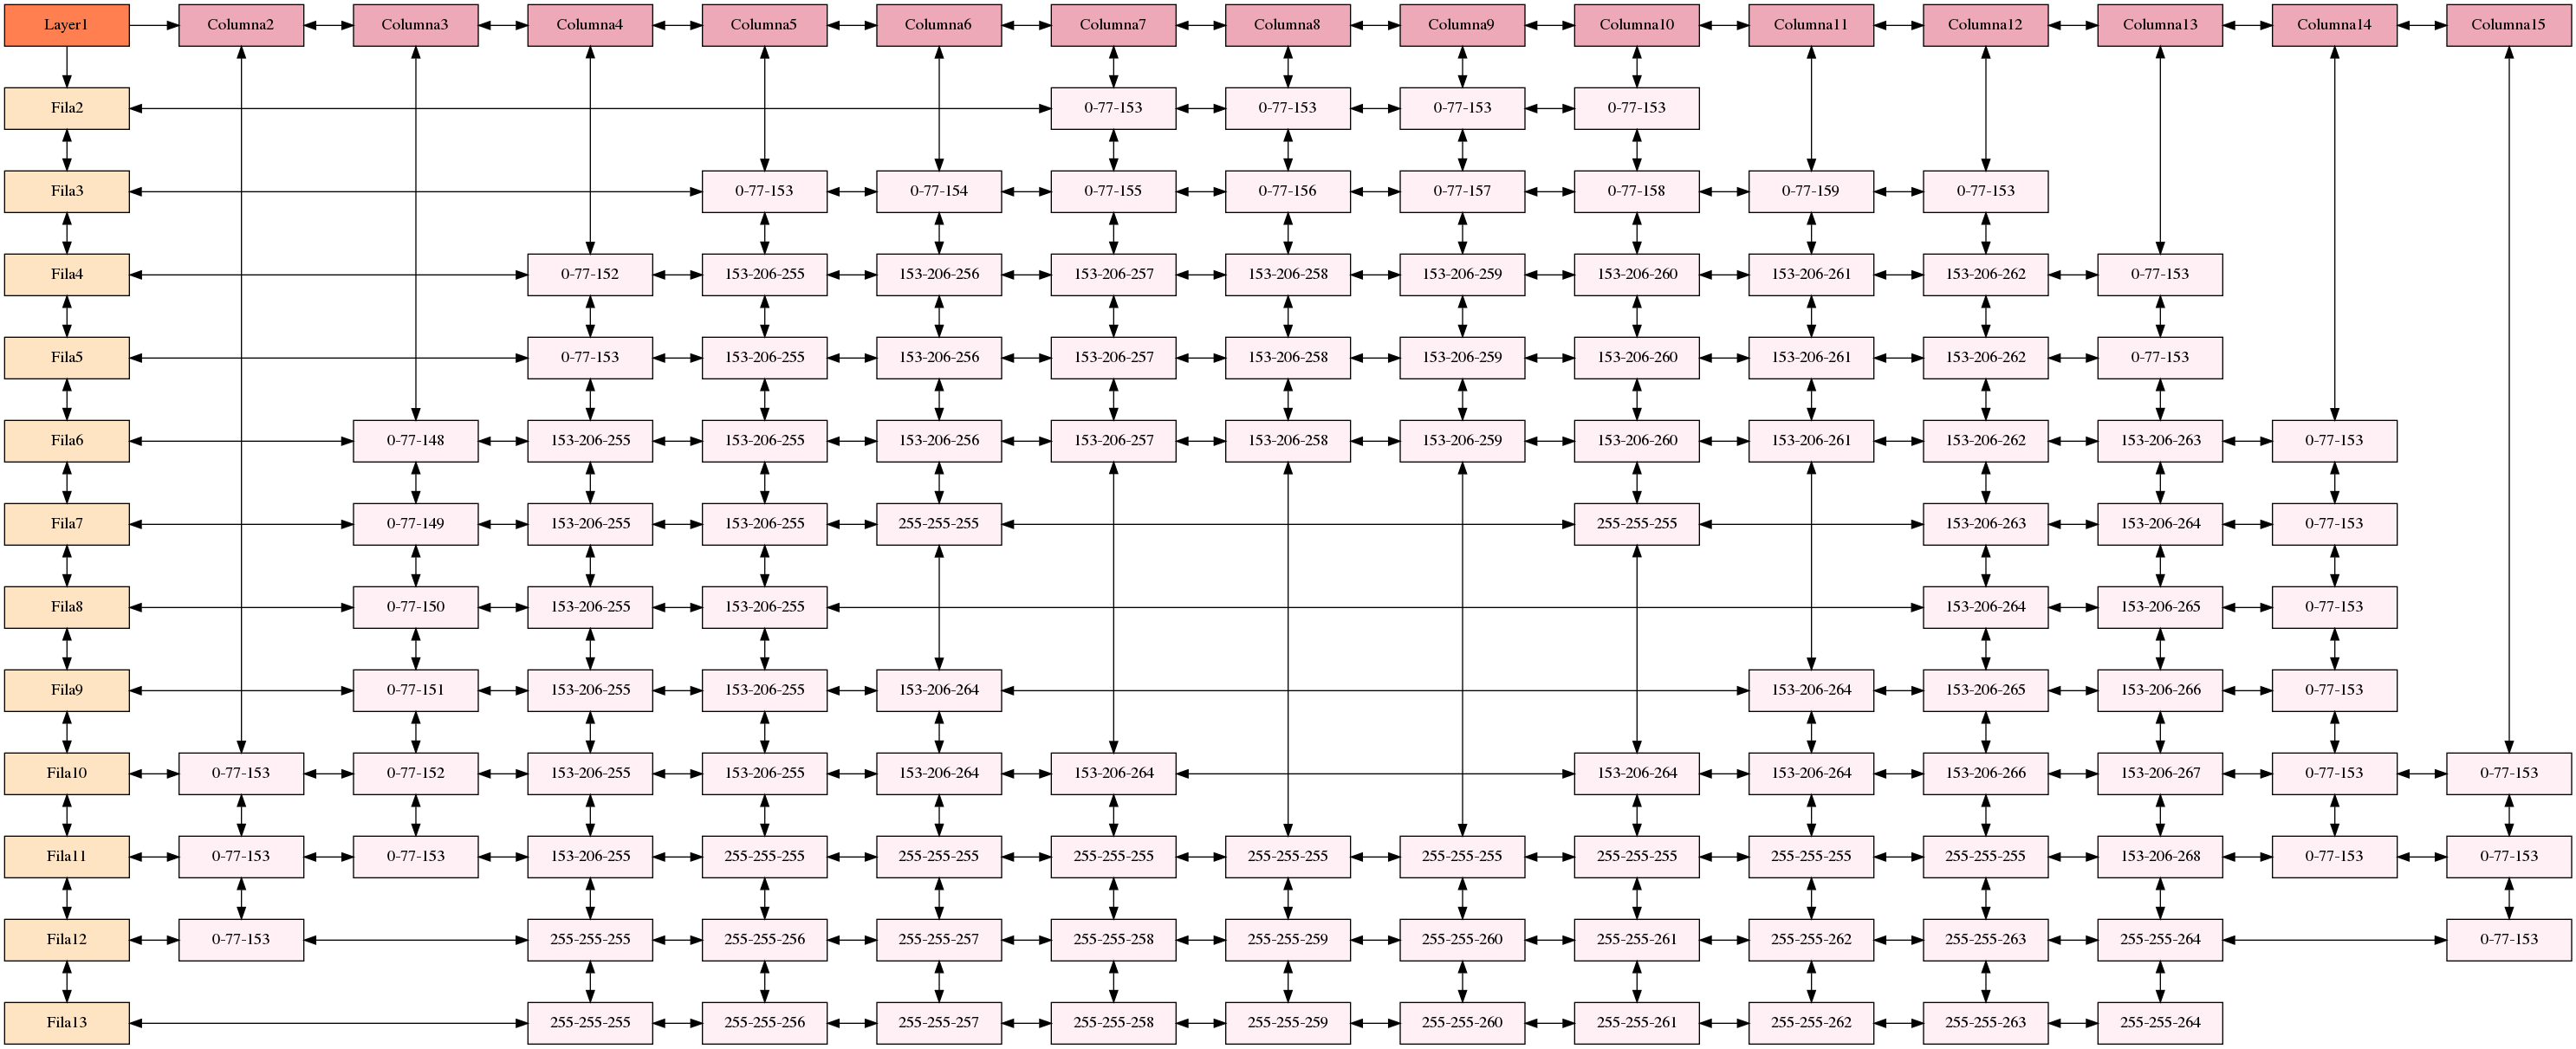 Layer1 Columna2 Columna3 Columna4 Columna5 Columna6 Columna7 Columna8 Columna9 Columna10 Columna11 Columna12 Columna13 Columna14 Columna15
Fila2 0-77-153 0-77-153 0-77-153 0-77-153
Fila3 0-77-153 0-77-154 0-77-155 0-77-156 0-77-157 0-77-158 0-77-159 0-77-153
Fila4 0-77-152 153-206-255 153-206-256 153-206-257 153-206-258 153-206-259 153-206-260 153-206-261 153-206-262 0-77-153
Fila5 0-77-153 153-206-255 153-206-256 153-206-257 153-206-258 153-206-259 153-206-260 153-206-261 153-206-262 0-77-153
Fila6 0-77-148 153-206-255 153-206-255 153-206-256 153-206-257 153-206-258 153-206-259 153-206-260 153-206-261 153-206-262 153-206-263 0-77-153
Fila7 0-77-149 153-206-255 153-206-255 255-255-255 255-255-255 153-206-263 153-206-264 0-77-153
Fila8 0-77-150 153-206-255 153-206-255 153-206-264 153-206-265 0-77-153
Fila9 0-77-151 153-206-255 153-206-255 153-206-264 153-206-264 153-206-265 153-206-266 0-77-153
Fila10 0-77-153 0-77-152 153-206-255 153-206-255 153-206-264 153-206-264 153-206-264 153-206-264 153-206-266 153-206-267 0-77-153 0-77-153
Fila11 0-77-153 0-77-153 153-206-255 255-255-255 255-255-255 255-255-255 255-255-255 255-255-255 255-255-255 255-255-255 255-255-255 153-206-268 0-77-153 0-77-153
Fila12 0-77-153 255-255-255 255-255-256 255-255-257 255-255-258 255-255-259 255-255-260 255-255-261 255-255-262 255-255-263 255-255-264 0-77-153
Fila13 255-255-255 255-255-256 255-255-257 255-255-258 255-255-259 255-255-260 255-255-261 255-255-262 255-255-263 255-255-264